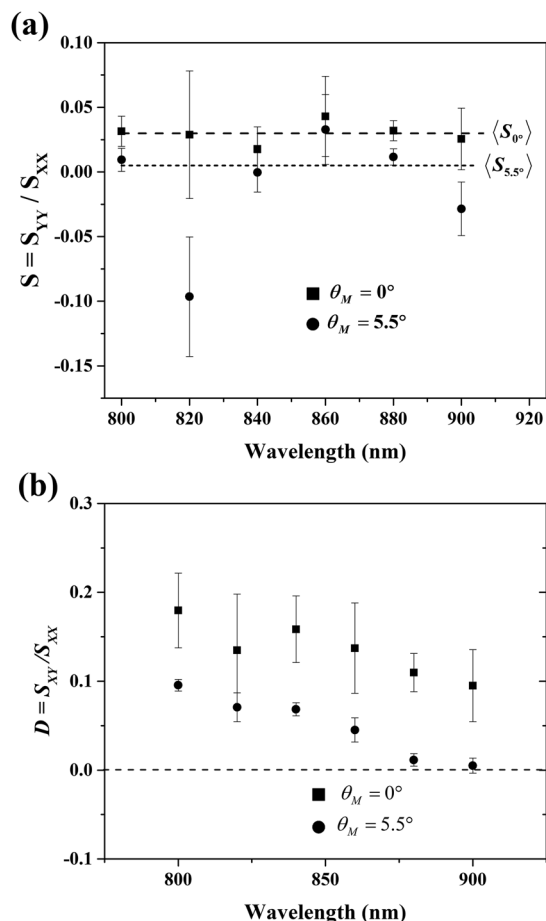 (a)
0.10
0.05
0.00
-0.05
-0.10
-0.15
S = S_YY / S_XX
⟨S_0°⟩
⟨S_5.5°⟩
θ_M = 0°
θ_M = 5.5°
800 820 840 860 880 900 920
Wavelength (nm)
(b)
0.3
0.2
0.1
0.0
-0.1
D = S_XY/S_XX
θ_M = 0°
θ_M = 5.5°
800 850 900
Wavelength (nm)